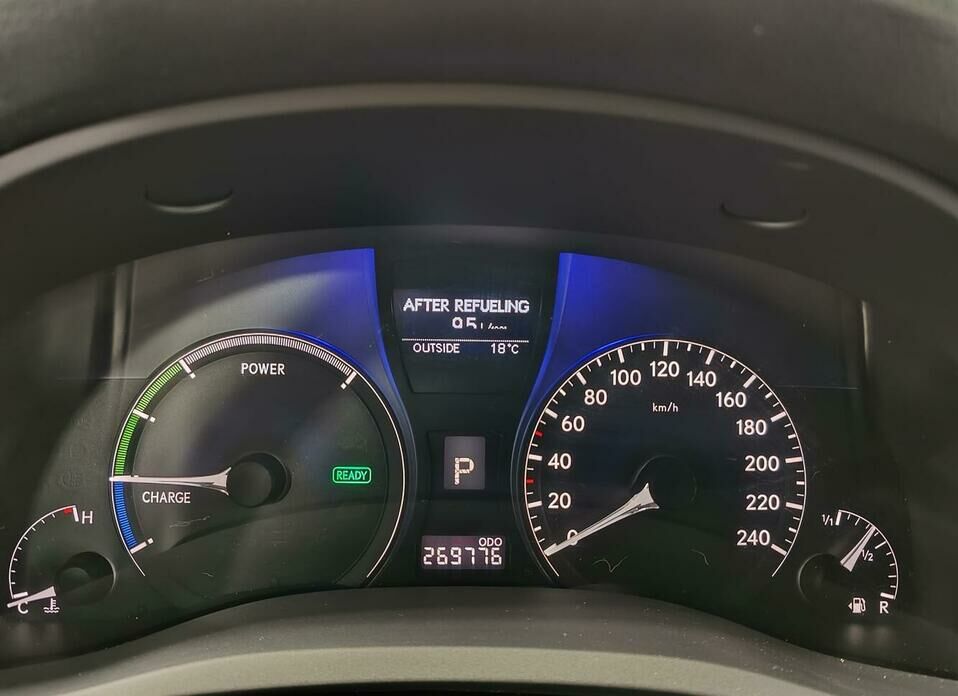 AFTER REFUELING
OUTSIDE 18°C
POWER
READY
CHARGE
H
C
P
ODO
269776
km/h
0
20
40
60
80
100
120
140
160
180
200
220
240
1/1
1/2
R